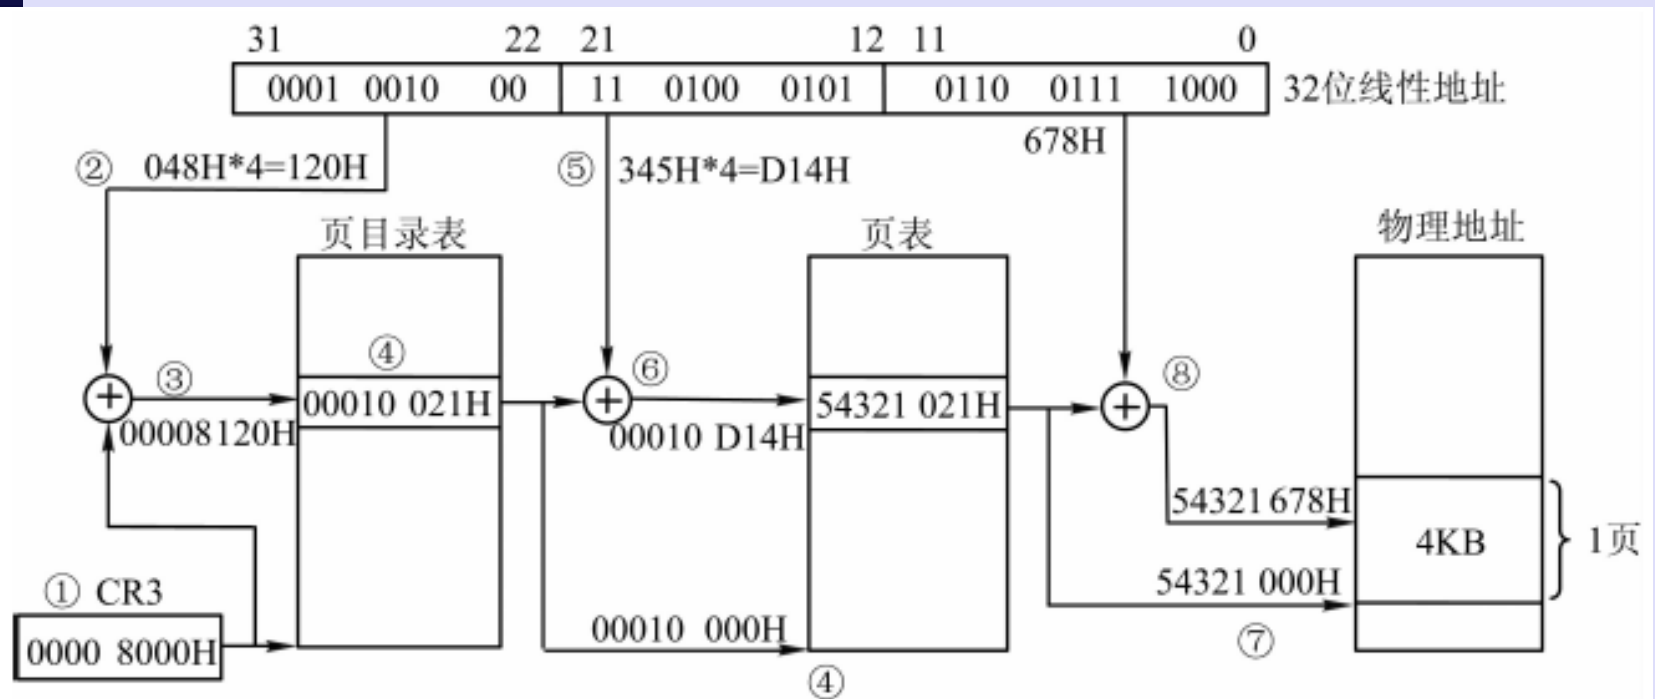 31 22 21 12 11 0
0001 0010 00 11 0100 0101 0110 0111 1000 32位线性地址
② 048H*4=120H ⑤ 345H*4=D14H 678H
页目录表 页表 物理地址
④
③ ⑥ ⑧
00010 021H 54321 021H
00008120H 00010 D14H
54321 678H
4KB 1页
54321 000H
① CR3
00010 000H ⑦
0000 8000H
④